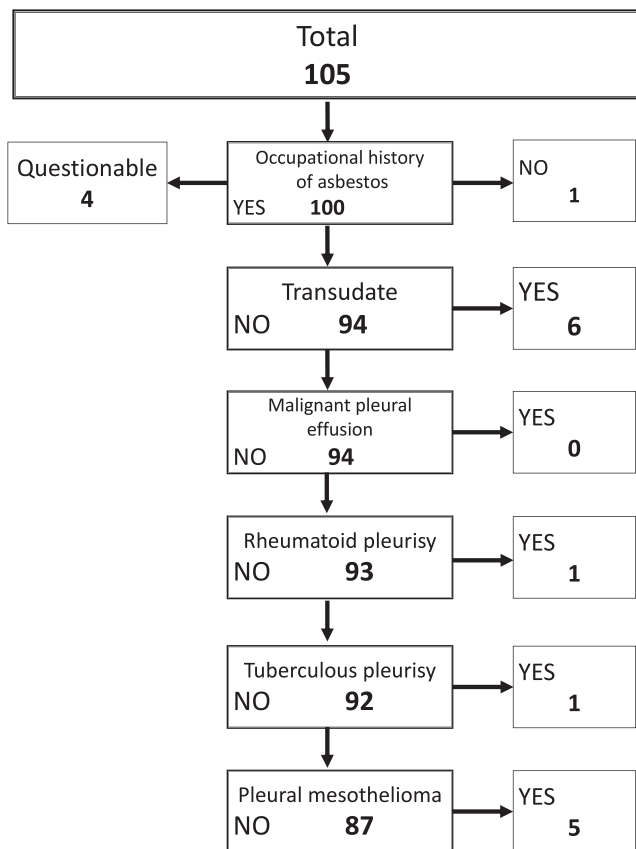 Total
105
Questionable
4
Occupational history
of asbestos
YES 100
NO
1
Transudate
NO 94
YES
6
Malignant pleural
effusion
NO 94
YES
0
Rheumatoid pleurisy
NO 93
YES
1
Tuberculous pleurisy
NO 92
YES
1
Pleural mesothelioma
NO 87
YES
5